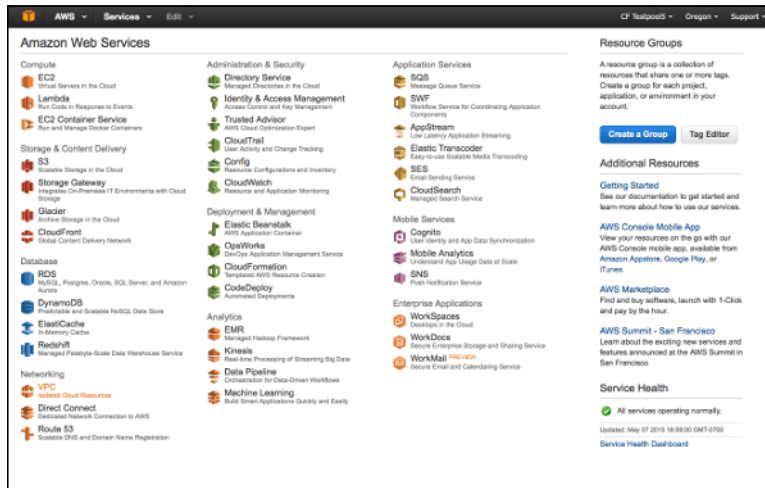 AWS Services Edit CF Testpool5 Oregon Support
Amazon Web Services
Compute
EC2
Virtual Servers in the Cloud
Lambda
Run Code in Response to Events
EC2 Container Service
Run and Manage Docker Containers
Storage & Content Delivery
S3
Scalable Storage in the Cloud
Storage Gateway
Integrates On-Premises IT Environments with Cloud
Storage
Glacier
Archive Storage in the Cloud
CloudFront
Global Content Delivery Network
Database
RDS
MySQL, Postgres, Oracle, SQL Server, and Amazon
Aurora
DynamoDB
Predictable and Scalable NoSQL Data Store
ElastiCache
In-Memory Cache
Redshift
Managed Petabyte-Scale Data Warehouse Service
Networking
VPC
Isolated Cloud Resources
Direct Connect
Dedicated Network Connection to AWS
Route 53
Scalable DNS and Domain Name Registration
Administration & Security
Directory Service
Managed Directories in the Cloud
Identity & Access Management
Access Control and Key Management
Trusted Advisor
AWS Cloud Optimization Expert
CloudTrail
User Activity and Change Tracking
Config
Resource Configurations and Inventory
CloudWatch
Resource and Application Monitoring
Deployment & Management
Elastic Beanstalk
AWS Application Container
OpsWorks
DevOps Application Management Service
CloudFormation
Templated AWS Resource Creation
CodeDeploy
Automated Deployments
Analytics
EMR
Managed Hadoop Framework
Kinesis
Real-time Processing of Streaming Big Data
Data Pipeline
Orchestration for Data-Driven Workflows
Machine Learning
Build Smart Applications Quickly and Easily
Application Services
SQS
Message Queue Service
SWF
Workflow Service for Coordinating Application
Components
AppStream
Low Latency Application Streaming
Elastic Transcoder
Easy-to-use Scalable Media Transcoding
SES
Email Sending Service
CloudSearch
Managed Search Service
Mobile Services
Cognito
User Identity and App Data Synchronization
Mobile Analytics
Understand App Usage Data at Scale
SNS
Push Notification Service
Enterprise Applications
WorkSpaces
Desktops in the Cloud
WorkDocs
Secure Enterprise Storage and Sharing Service
WorkMail PREVIEW
Secure Email and Calendaring Service
Resource Groups
A resource group is a collection of
resources that share one or more tags.
Create a group for each project,
application, or environment in your
account.
Create a Group Tag Editor
Additional Resources
Getting Started
See our documentation to get started and
learn more about how to use our services.
AWS Console Mobile App
View your resources on the go with our
AWS Console mobile app, available from
Amazon Appstore, Google Play, or
iTunes.
AWS Marketplace
Find and buy software, launch with 1-Click
and pay by the hour.
AWS Summit - San Francisco
Learn about the exciting new services and
features announced at the AWS Summit in
San Francisco
Service Health
All services operating normally.
Updated: May 07 2015 16:59:00 GMT-0700
Service Health Dashboard